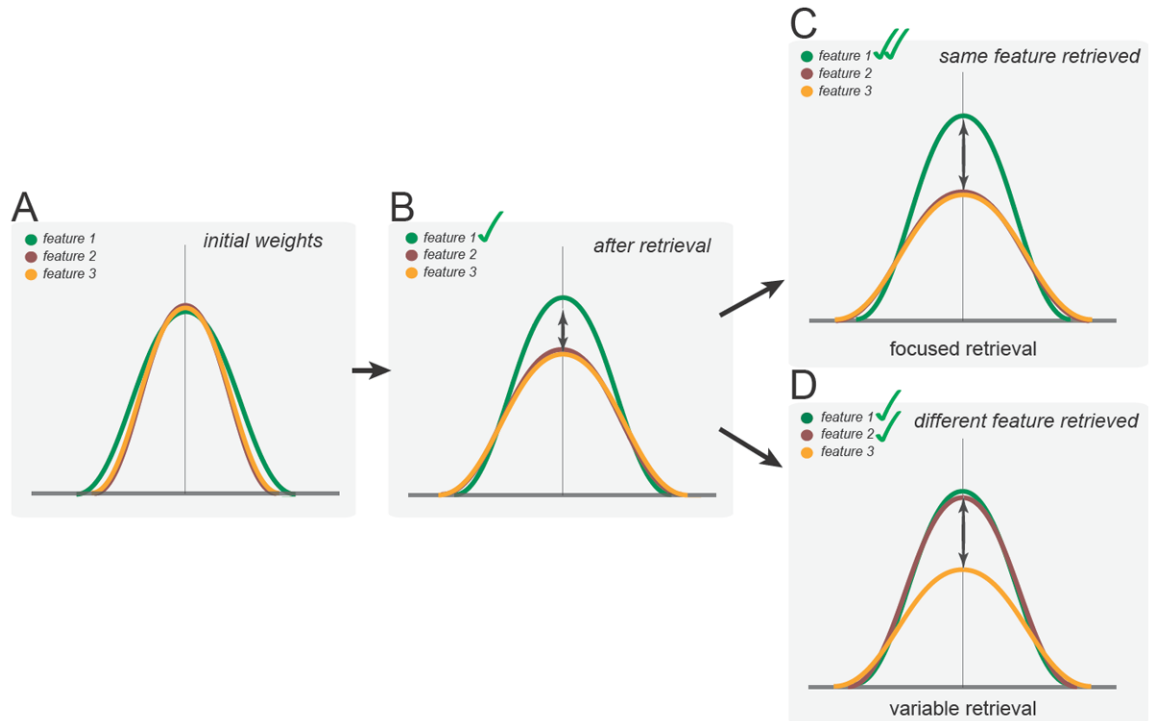 A
feature 1
feature 2
feature 3
initial weights
B
feature 1
feature 2
feature 3
after retrieval
C
feature 1
feature 2
feature 3
same feature retrieved
focused retrieval
D
feature 1
feature 2
feature 3
different feature retrieved
variable retrieval